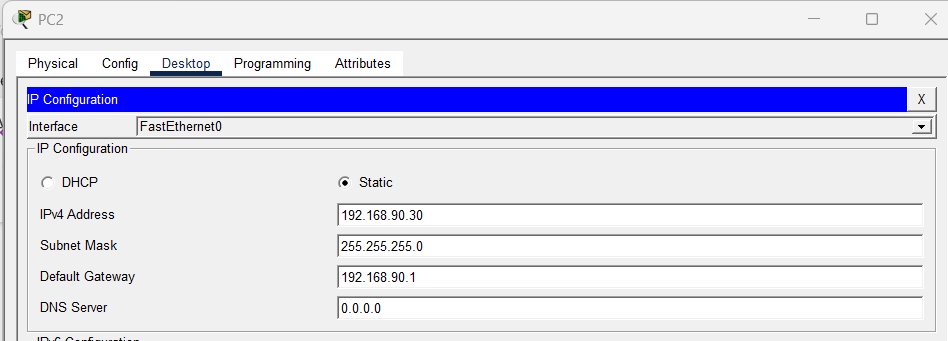 PC2
Physical Config Desktop Programming Attributes
IP Configuration X
Interface FastEthernet0
IP Configuration
DHCP Static
IPv4 Address 192.168.90.30
Subnet Mask 255.255.255.0
Default Gateway 192.168.90.1
DNS Server 0.0.0.0
IPv6 Configuration